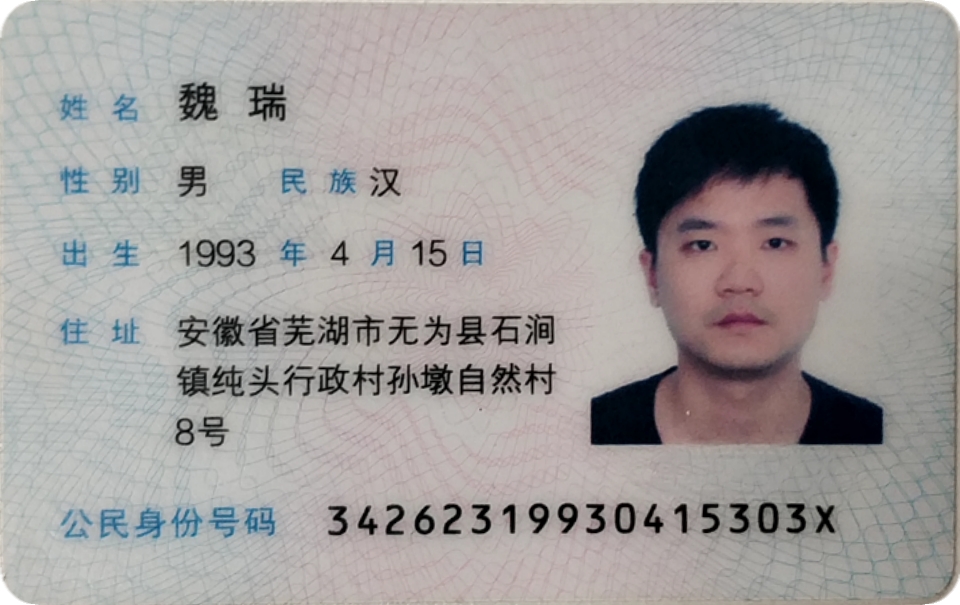 姓名 魏瑞
性别 男 民族 汉
出生 1993 年 4 月 15 日
住址 安徽省芜湖市无为县石涧
镇纯头行政村孙墩自然村
8号
公民身份号码 34262319930415303X